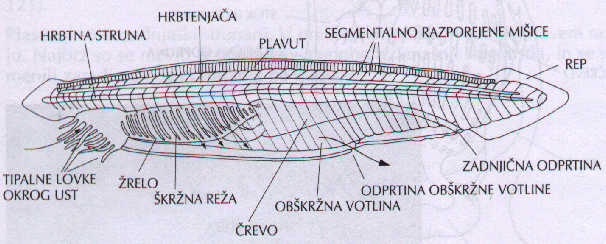 HRBTENJAČA
HRBTNA STRUNA
SEGMENTALNO RAZPOREJENE MIŠICE
PLAVUT
REP
TIPALNE LOVKE
OKROG UST
ŽRELO
ŠKRŽNA REŽA
ČREVO
OBŠKRŽNA VOTLINA
ODPRTINA OBŠKRŽNE VOTLINE
ZADNJIČNA ODPRTINA